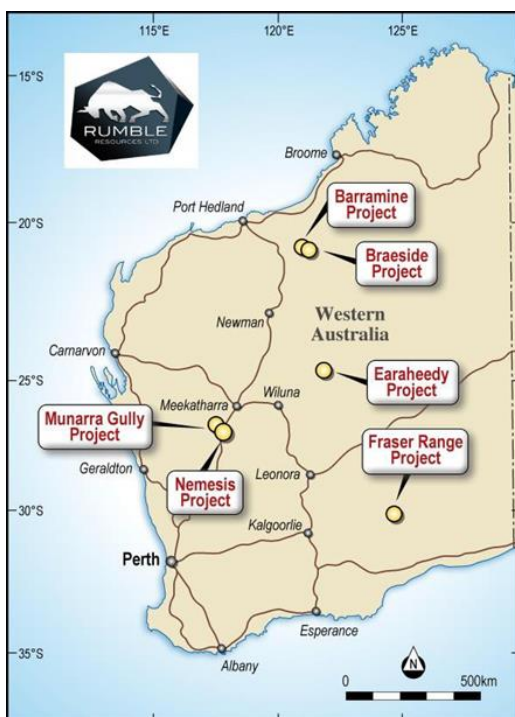 115°E
120°E
125°E
15°S
RUMBLE
RESOURCES LTD
Broome
Barramine
Project
Port Hedland
20°S
Braeside
Project
Western
Australia
Newman
Carnarvon
25°S
Earaheedy
Project
Meekatharra
Wiluna
Munarra Gully
Project
Fraser Range
Project
Geraldton
Nemesis
Project
Leonora
30°S
Kalgoorlie
Perth
Esperance
35°S
Albany
N
0
500km